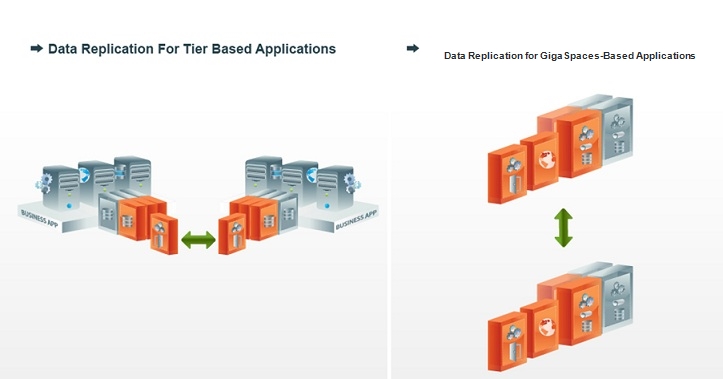 Data Replication For Tier Based Applications
Data Replication for GigaSpaces-Based Applications
BUSINESS APP
BUSINESS APP